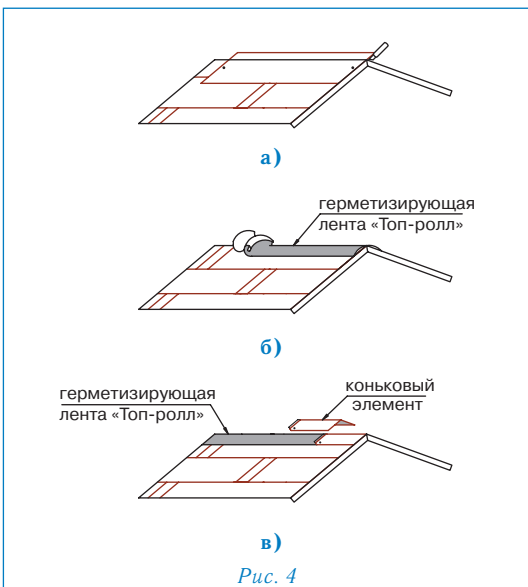 а)
герметизирующая
лента «Топ-ролл»
б)
герметизирующая
лента «Топ-ролл»
коньковый
элемент
в)
Рис. 4